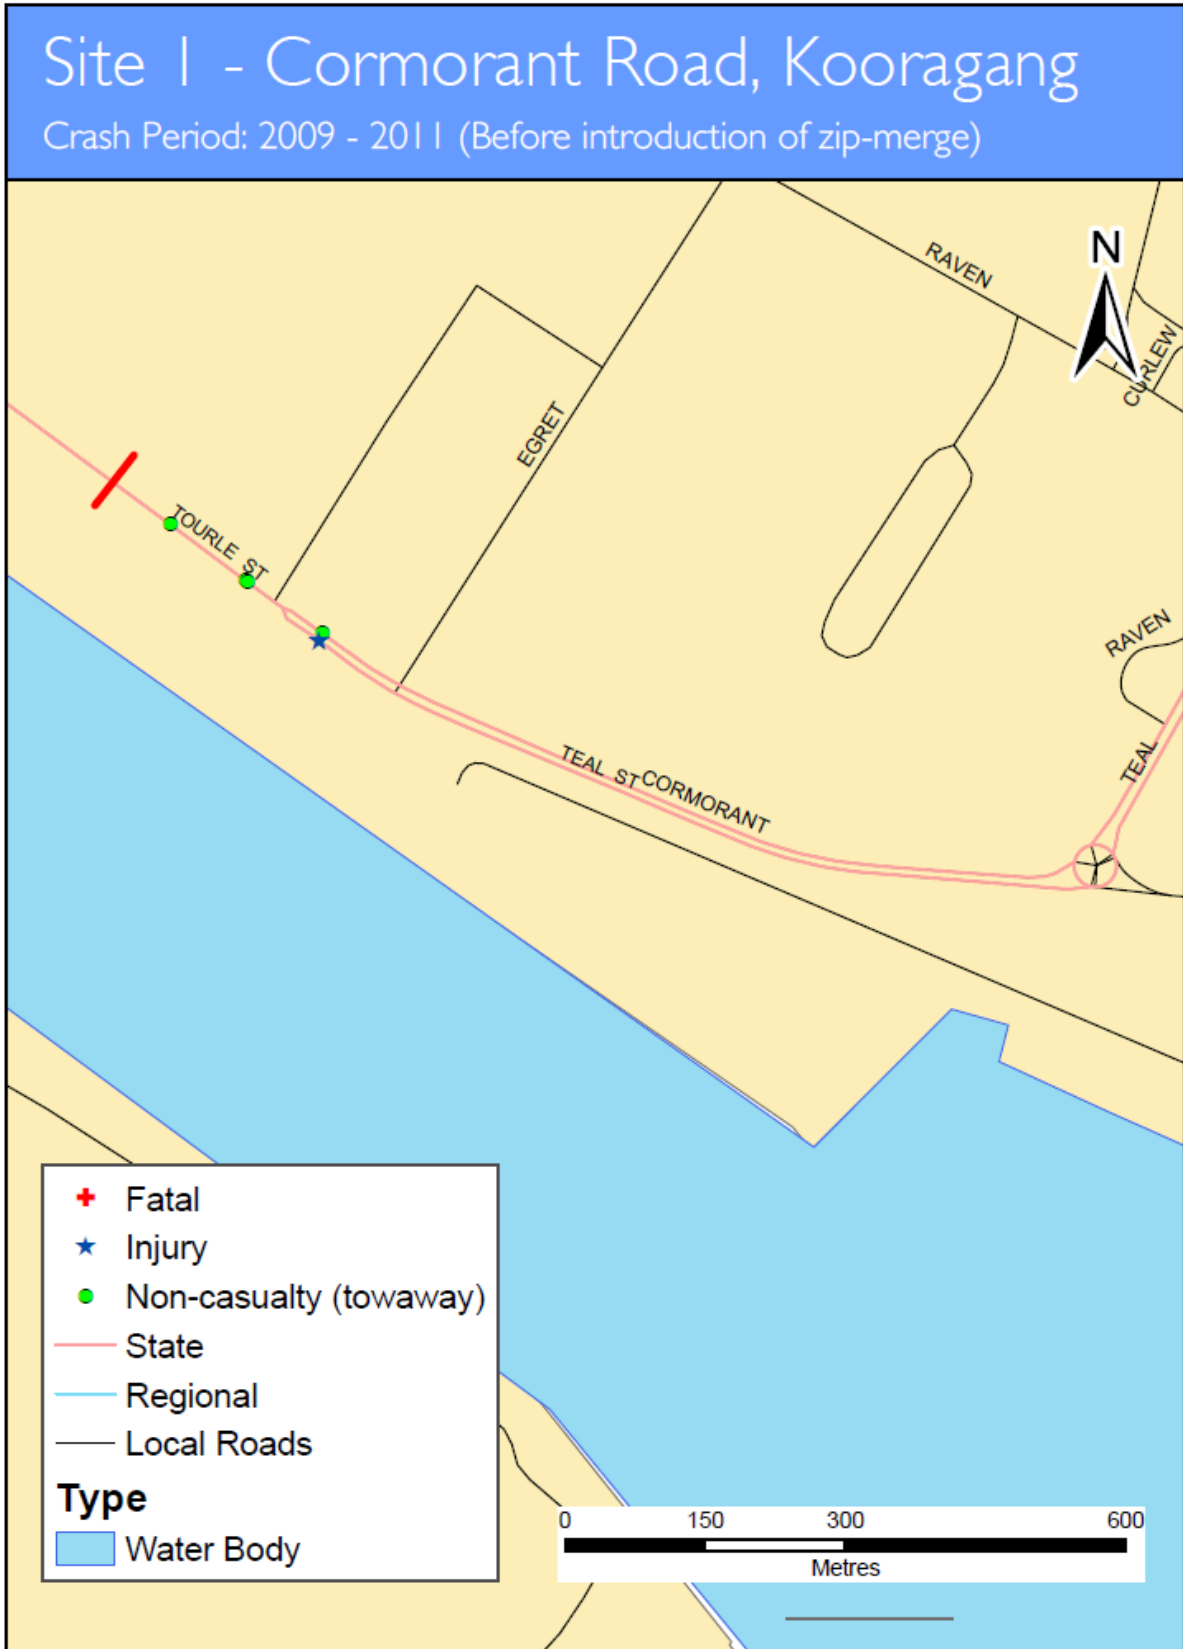 Site 1 - Cormorant Road, Kooragang
Crash Period: 2009 - 2011 (Before introduction of zip-merge)
N
RAVEN
CURLEW
EGRET
TOURLE ST
RAVEN
TEAL
TEAL ST
CORMORANT
Fatal
Injury
Non-casualty (towaway)
State
Regional
Local Roads
Type
Water Body
0 150 300 600
Metres